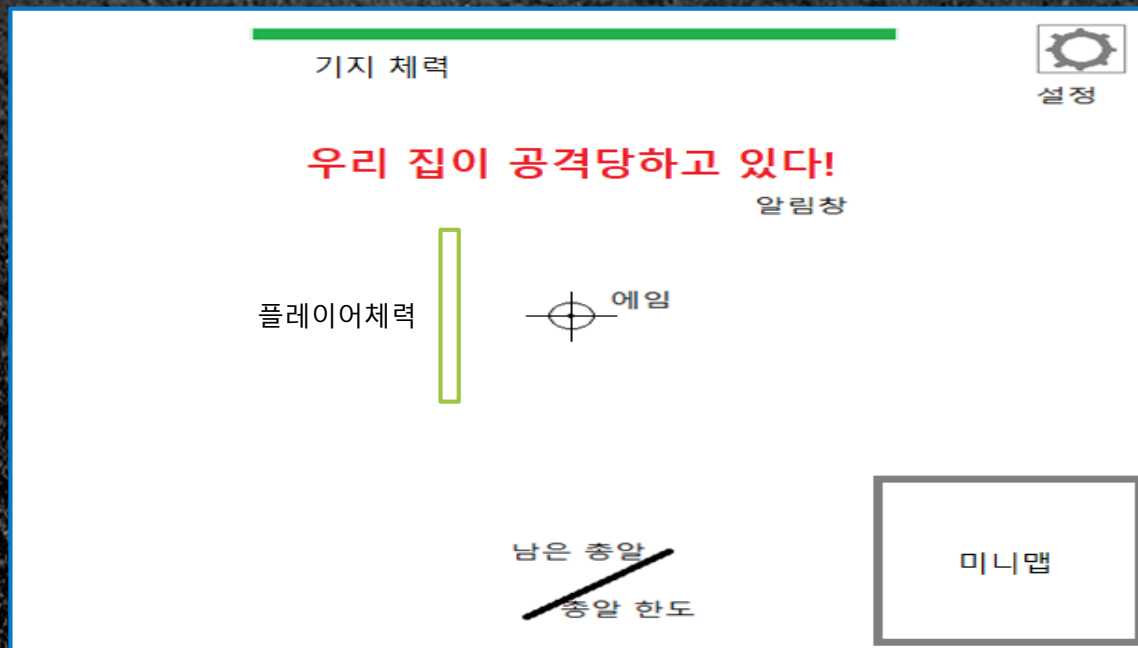 기지 체력
설정
우리 집이 공격당하고 있다!
알림창
에임
플레이어체력
남은 총알
총알 한도
미니맵